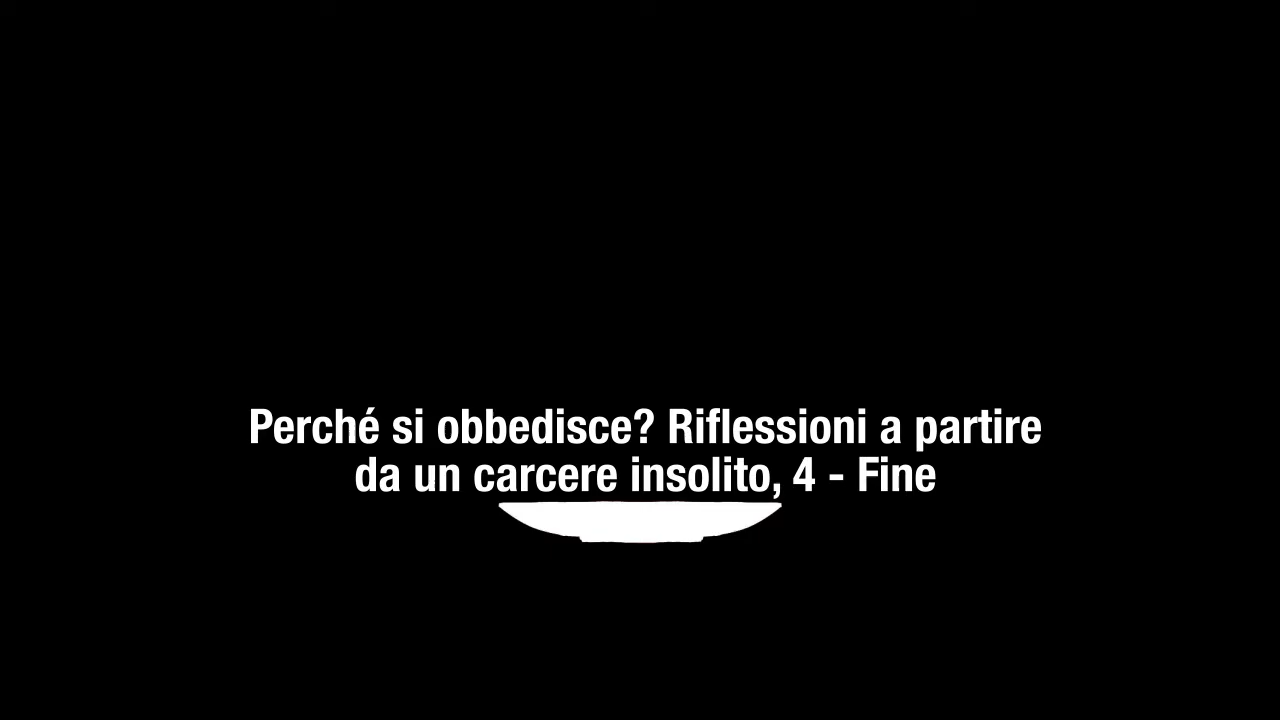 Perché si obbedisce? Riflessioni a partire
da un carcere insolito, 4 - Fine